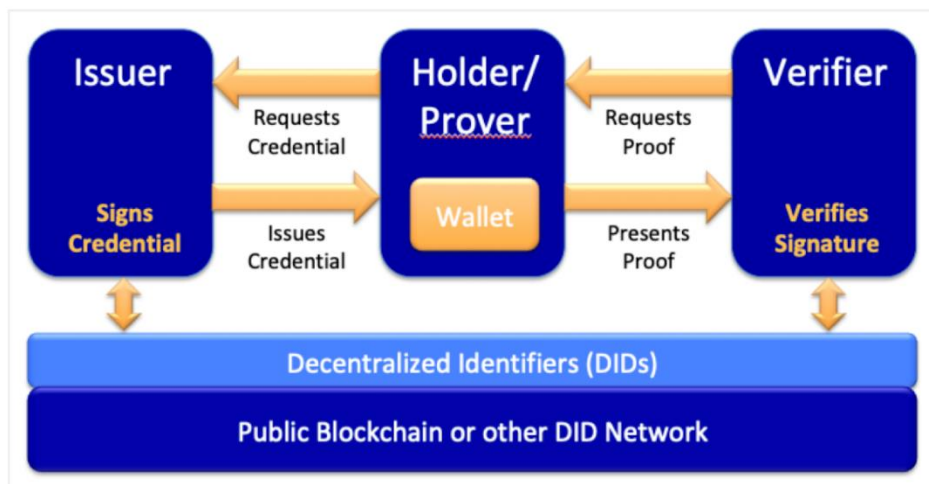 Issuer
Holder/
Prover
Verifier
Requests
Credential
Requests
Proof
Signs
Credential
Issues
Credential
Wallet
Presents
Proof
Verifies
Signature
Decentralized Identifiers (DIDs)
Public Blockchain or other DID Network